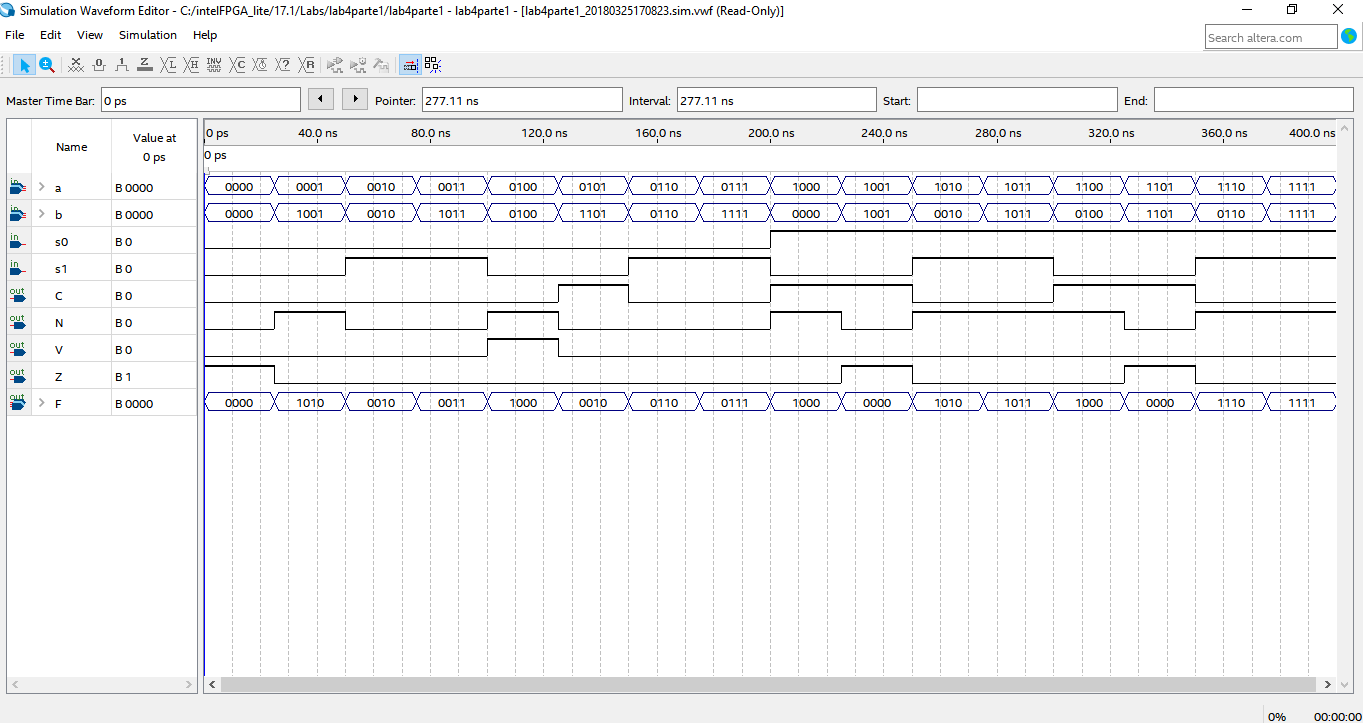 Simulation Waveform Editor - C:/intelFPGA_lite/17.1/Labs/lab4parte1/lab4parte1 - lab4parte1 - [lab4parte1_20180325170823.sim.vwf (Read-Only)]
File Edit View Simulation Help
Search altera.com
Master Time Bar: 0 ps Pointer: 277.11 ns Interval: 277.11 ns Start: End:
Name Value at 0 ps
0 ps 40.0 ns 80.0 ns 120.0 ns 160.0 ns 200.0 ns 240.0 ns 280.0 ns 320.0 ns 360.0 ns 400.0 ns
0 ps
in a B 0000 0000 0001 0010 0011 0100 0101 0110 0111 1000 1001 1010 1011 1100 1101 1110 1111
in b B 0000 0000 1001 0010 1011 0100 1101 0110 1111 0000 1001 0010 1011 0100 1101 0110 1111
in s0 B 0
in s1 B 0
out C B 0
out N B 0
out V B 0
out Z B 1
out F B 0000 0000 1010 0010 0011 1000 0010 0110 0111 1000 0000 1010 1011 1000 0000 1110 1111
0% 00:00:00